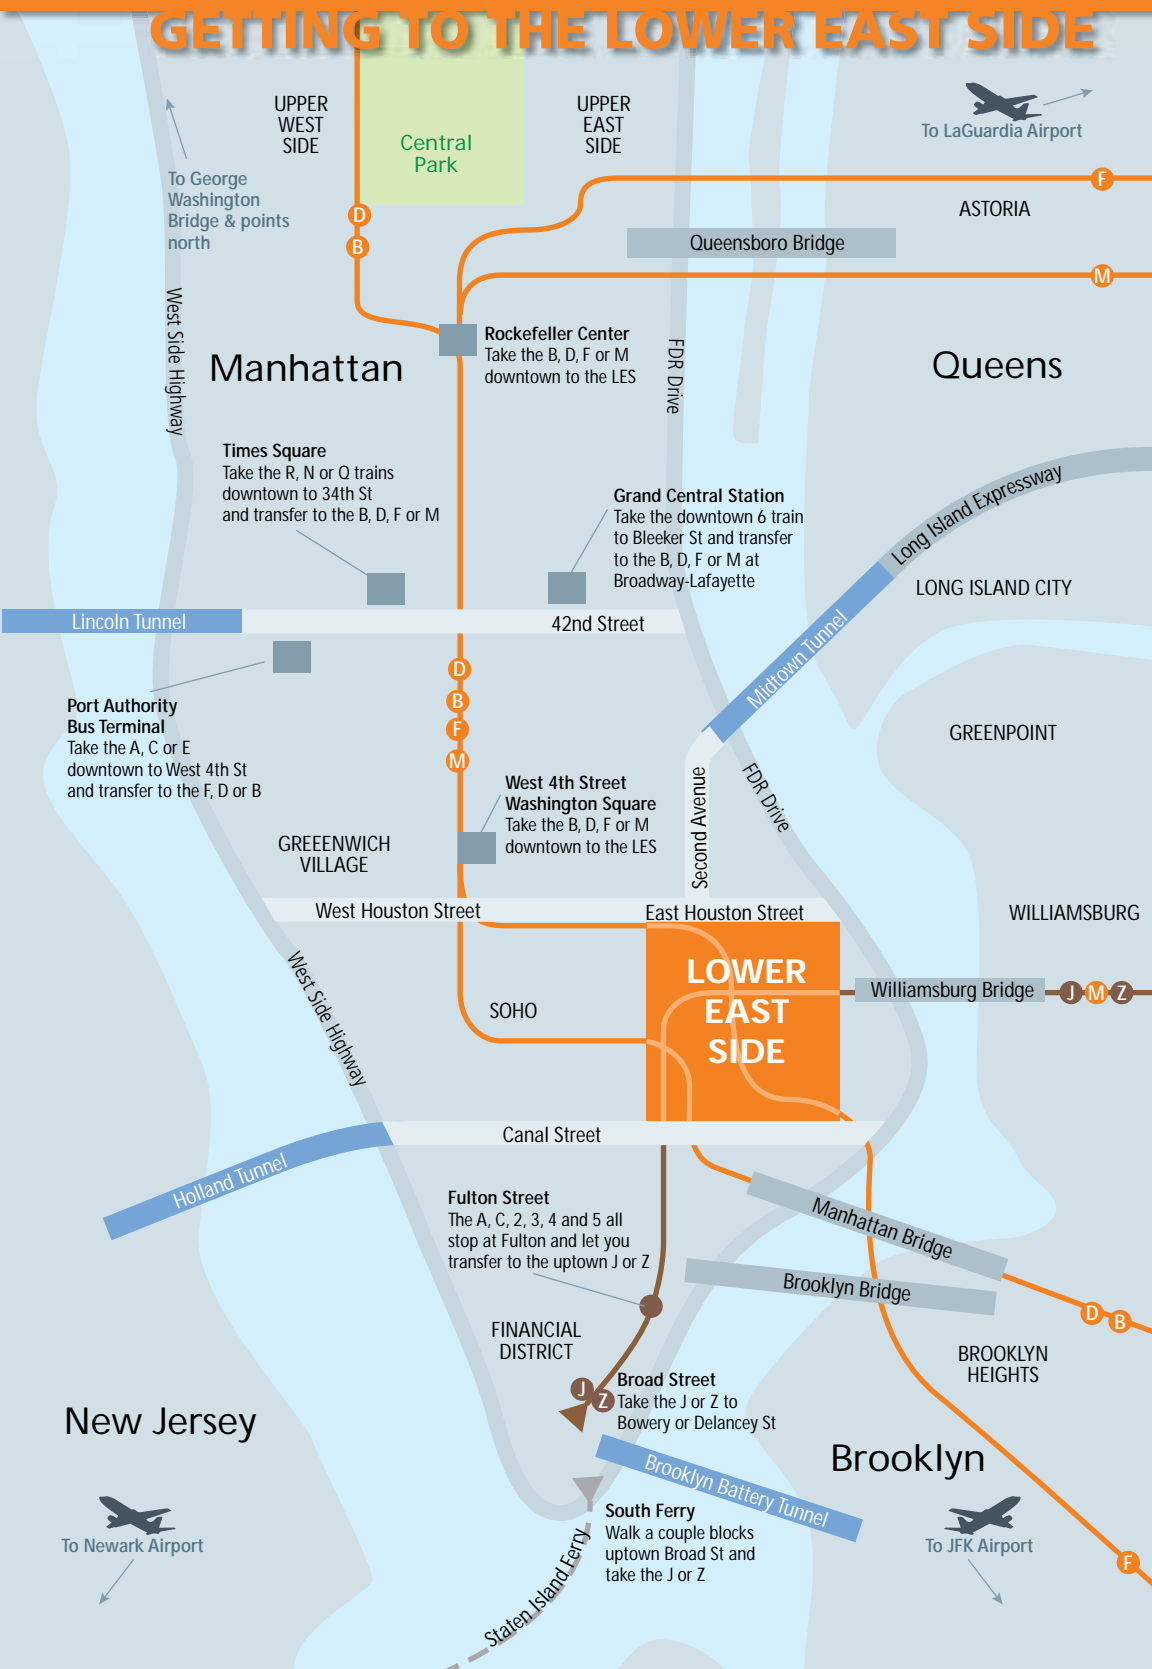 GETTING TO THE LOWER EAST SIDE
UPPER
WEST
SIDE
UPPER
EAST
SIDE
Central
Park
To LaGuardia Airport
To George
Washington
Bridge & points
north
F
ASTORIA
D
B
Queensboro Bridge
M
West Side Highway
Rockefeller Center
Take the B, D, F or M
downtown to the LES
FDR Drive
Manhattan
Queens
Times Square
Take the R, N or Q trains
downtown to 34th St
and transfer to the B, D, F or M
Grand Central Station
Take the downtown 6 train
to Bleeker St and transfer
to the B, D, F or M at
Broadway-Lafayette
Long Island Expressway
LONG ISLAND CITY
Lincoln Tunnel
42nd Street
Midtown Tunnel
D
B
F
M
Port Authority
Bus Terminal
Take the A, C or E
downtown to West 4th St
and transfer to the F, D or B
GREENPOINT
West 4th Street
Washington Square
Take the B, D, F or M
downtown to the LES
Second Avenue
FDR Drive
GREEENWICH
VILLAGE
West Houston Street
East Houston Street
WILLIAMSBURG
LOWER
EAST
SIDE
Williamsburg Bridge
J
M
Z
West Side Highway
SOHO
Canal Street
Holland Tunnel
Fulton Street
The A, C, 2, 3, 4 and 5 all
stop at Fulton and let you
transfer to the uptown J or Z
Manhattan Bridge
Brooklyn Bridge
D
B
FINANCIAL
DISTRICT
BROOKLYN
HEIGHTS
J
Z
Broad Street
Take the J or Z to
Bowery or Delancey St
New Jersey
Brooklyn
Brooklyn Battery Tunnel
South Ferry
Walk a couple blocks
uptown Broad St and
take the J or Z
To Newark Airport
To JFK Airport
F
Staten Island Ferry